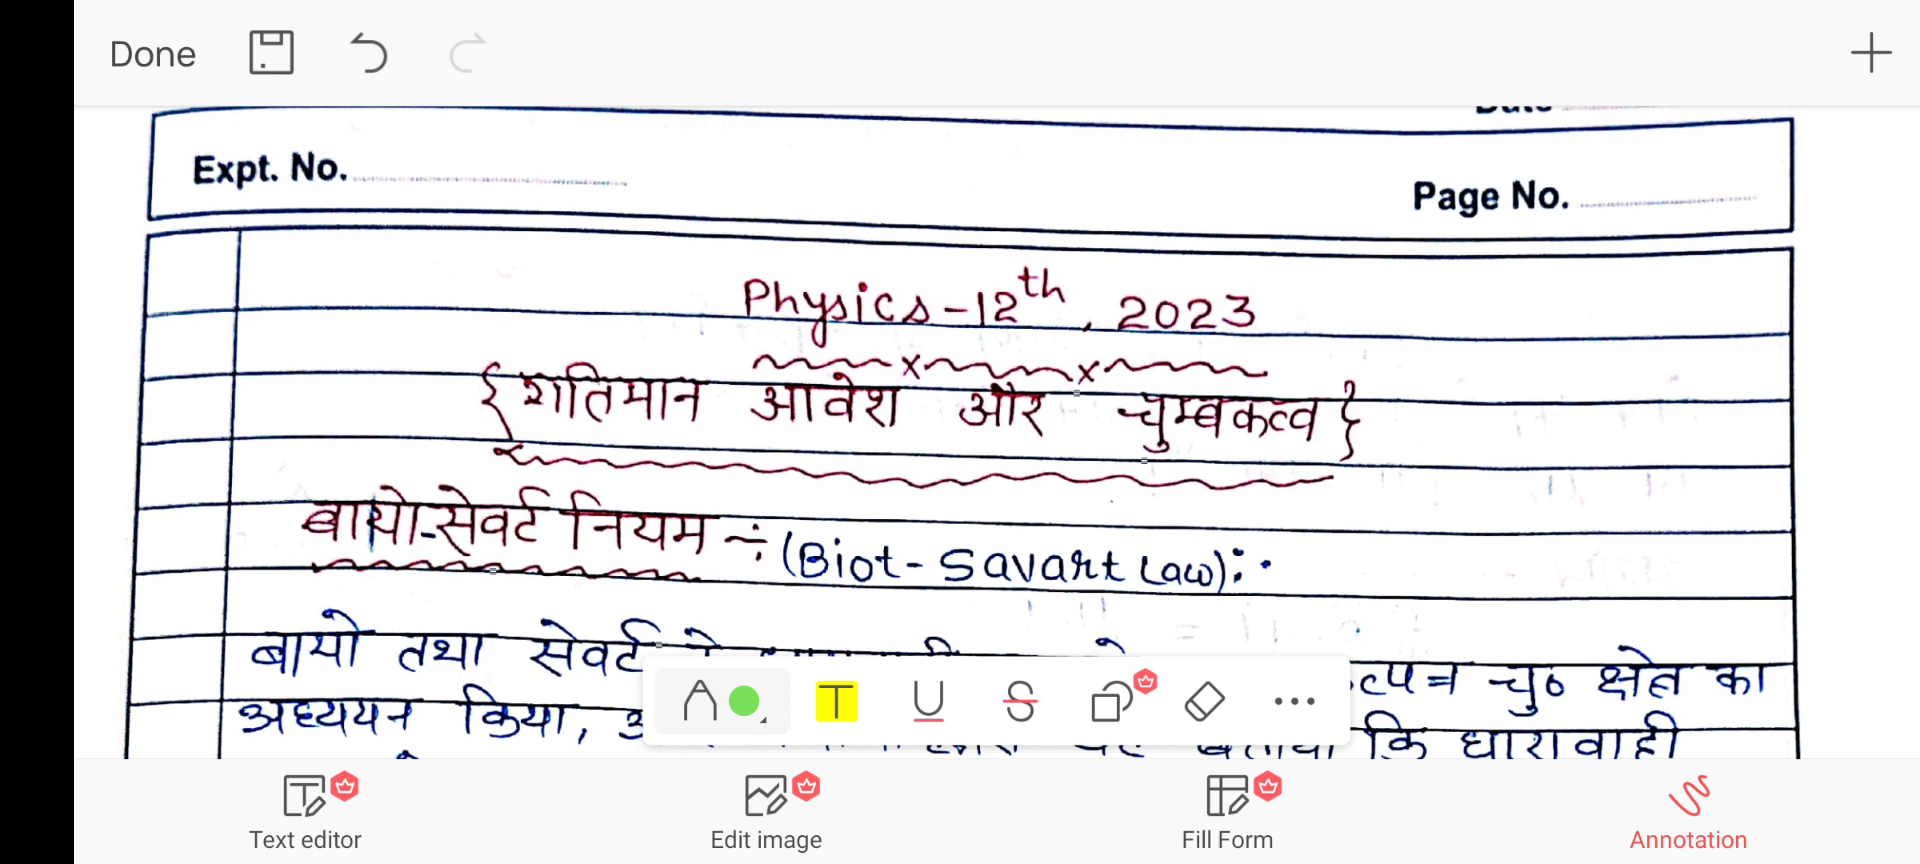 Done
Expt. No.
Page No.
Physics-12th, 2023
{गतिमान आवेश और चुम्बकत्व}
बायो-सेवर्ट नियम ÷ (Biot-Savart Law):·
बायो तथा सेवर्ट चु० क्षेत्र का
अध्ययन किया, कि धारावाही
Text editor
Edit image
Fill Form
Annotation